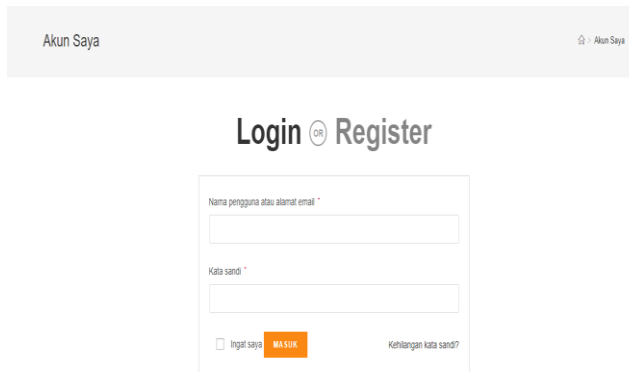 Akun Saya
> Akun Saya
Login OR Register
Nama pengguna atau alamat email *
Kata sandi *
Ingat saya MASUK Kehilangan kata sandi?